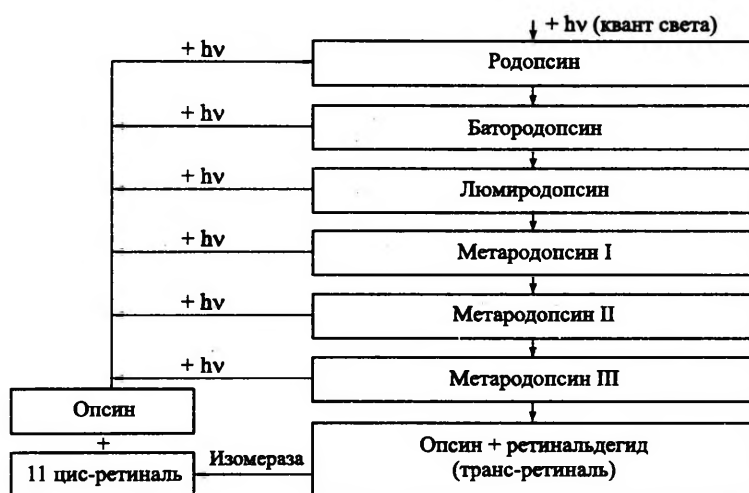 + hν (квант света)
+ hν
Родопсин
+ hν
Батородопсин
+ hν
Люмиродопсин
+ hν
Метародопсин I
+ hν
Метародопсин II
+ hν
Метародопсин III
Опсин
+
11 цис-ретиналь
Изомераза
Опсин + ретинальдегид
(транс-ретиналь)